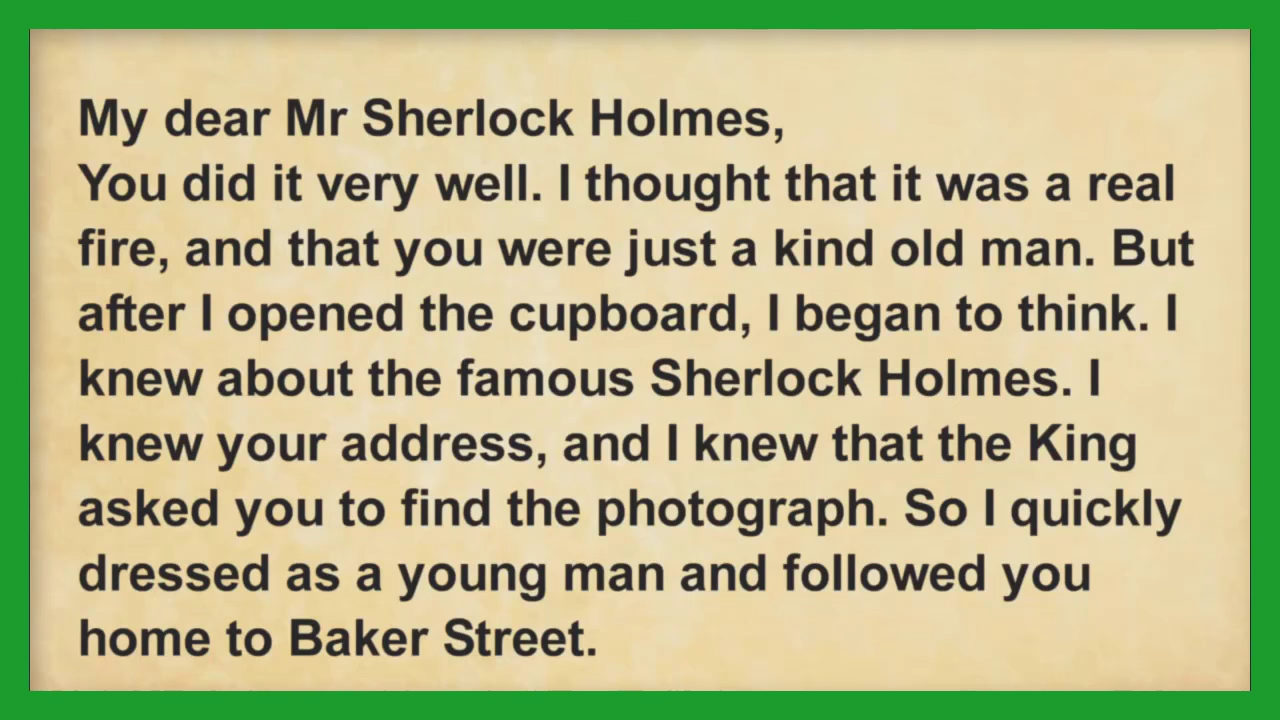 My dear Mr Sherlock Holmes,
You did it very well. I thought that it was a real
fire, and that you were just a kind old man. But
after I opened the cupboard, I began to think. I
knew about the famous Sherlock Holmes. I
knew your address, and I knew that the King
asked you to find the photograph. So I quickly
dressed as a young man and followed you
home to Baker Street.